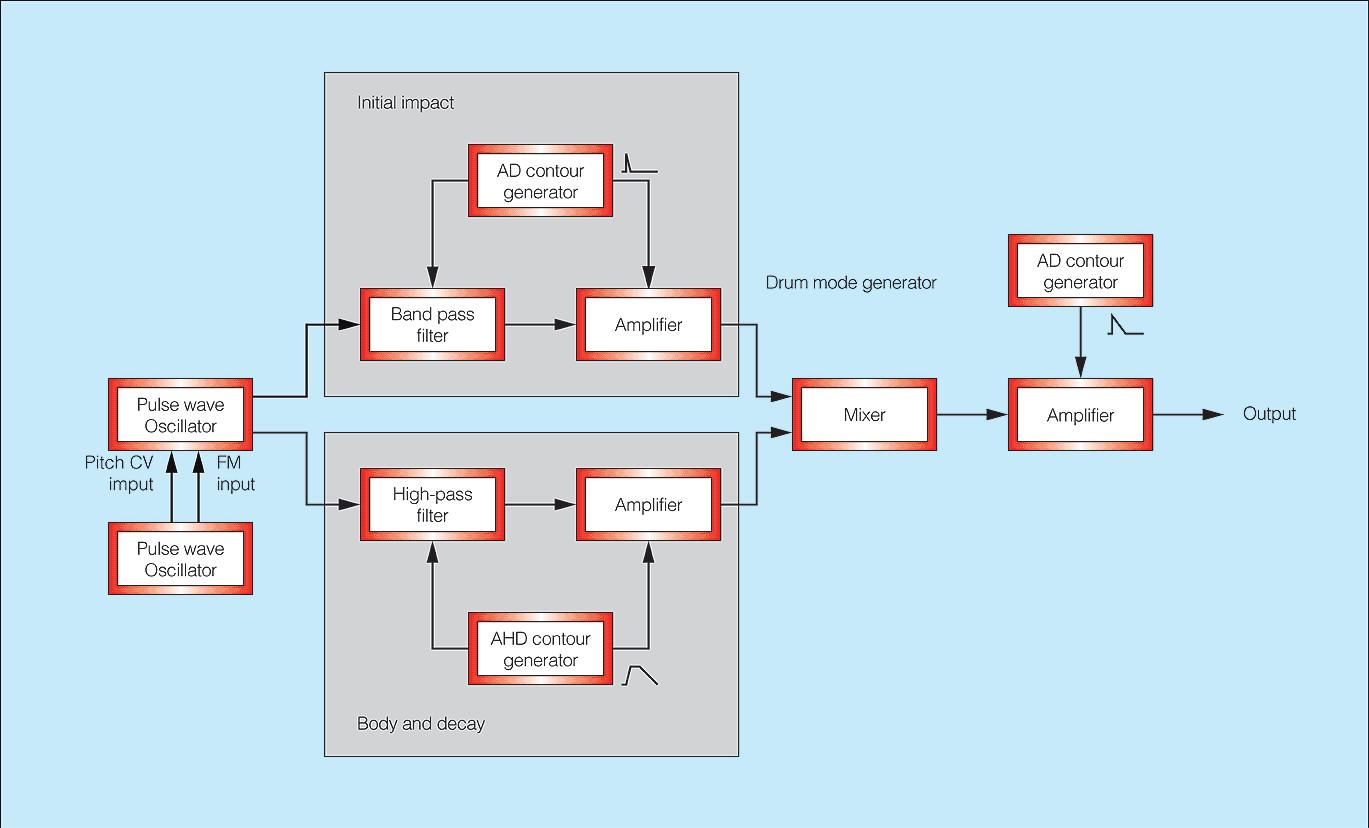 Initial impact
AD contour
generator
Band pass
filter
Amplifier
Drum mode generator
AD contour
generator
Pulse wave
Oscillator
Mixer
Amplifier
Output
Pitch CV
imput
FM
input
High-pass
filter
Amplifier
Pulse wave
Oscillator
AHD contour
generator
Body and decay